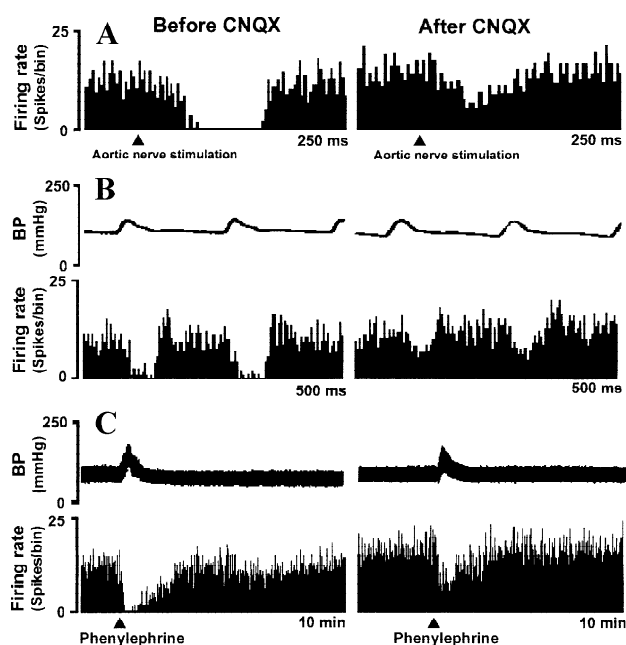 Before CNQX
After CNQX
A
Firing rate
(Spikes/bin)
25
0
Aortic nerve stimulation
250 ms
Aortic nerve stimulation
250 ms
B
BP
(mmHg)
250
0
Firing rate
(Spikes/bin)
25
0
500 ms
500 ms
C
BP
|mmHg)
250
0
Firing rate
(Spikes/bin)
25
0
Phenylephrine
10 min
Phenylephrine
10 min